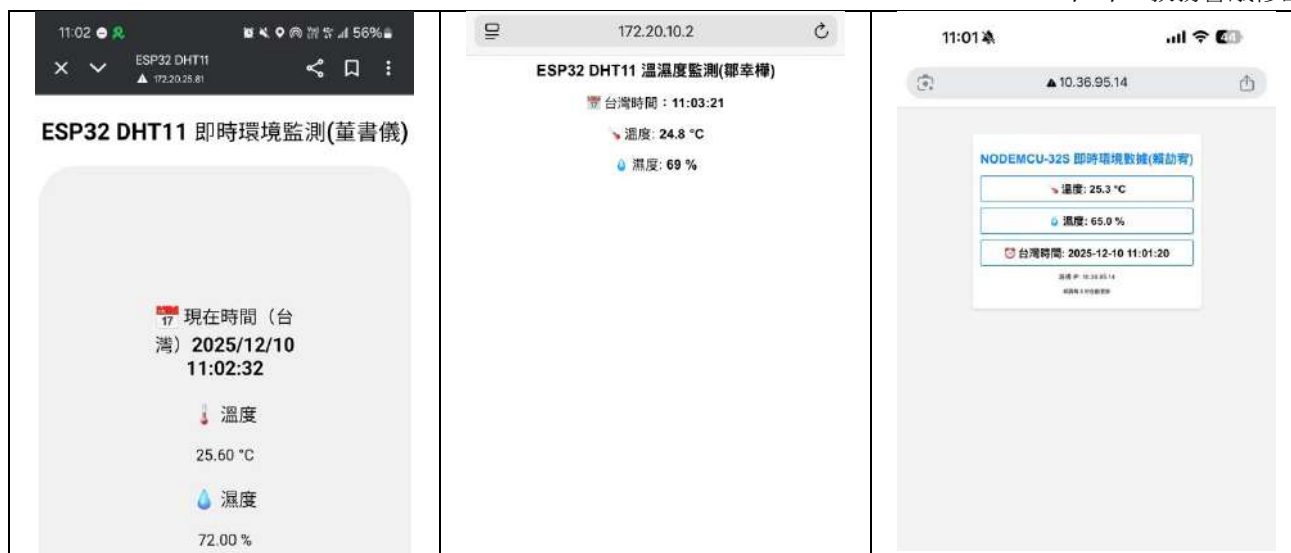 11:02
56%
ESP32 DHT11
172.20.25.81
ESP32 DHT11 即時環境監測(董書儀)
現在時間（台
灣）2025/12/10
11:02:32
溫度
25.60 °C
濕度
72.00 %
172.20.10.2
ESP32 DHT11 溫濕度監測(鄒幸樺)
台灣時間：11:03:21
溫度: 24.8 °C
濕度: 69 %
11:01
44
10.36.95.14
NODEMCU-32S 即時環境數據(賴劼宥)
溫度: 25.3 °C
濕度: 65.0 %
台灣時間: 2025-12-10 11:01:20